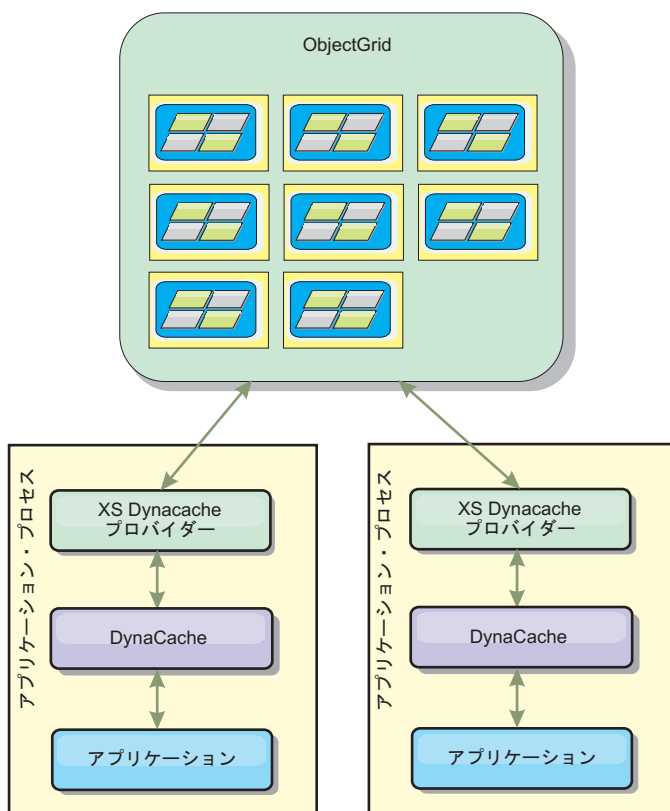 ObjectGrid
アプリケーション・プロセス
XS Dynacache
プロバイダー
DynaCache
アプリケーション
アプリケーション・プロセス
XS Dynacache
プロバイダー
DynaCache
アプリケーション